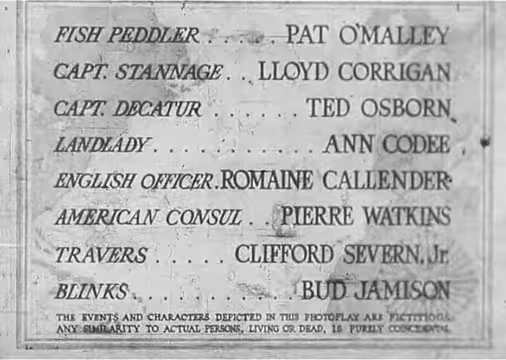 FISH PEDDLER . . . . . PAT O'MALLEY
CAPT. STANNAGE . . LLOYD CORRIGAN
CAPT. DECATUR . . . . . . TED OSBORN
LANDLADY . . . . . . . . . . . ANN CODEE
ENGLISH OFFICER . ROMAINE CALLENDER
AMERICAN CONSUL . . PIERRE WATKINS
TRAVERS . . . . . CLIFFORD SEVERN, Jr.
BLINKS . . . . . . . . . . BUD JAMISON
THE EVENTS AND CHARACTERS DEPICTED IN THIS PHOTOPLAY ARE FICTITIOUS.
ANY SIMILARITY TO ACTUAL PERSONS, LIVING OR DEAD, IS PURELY COINCIDENTAL